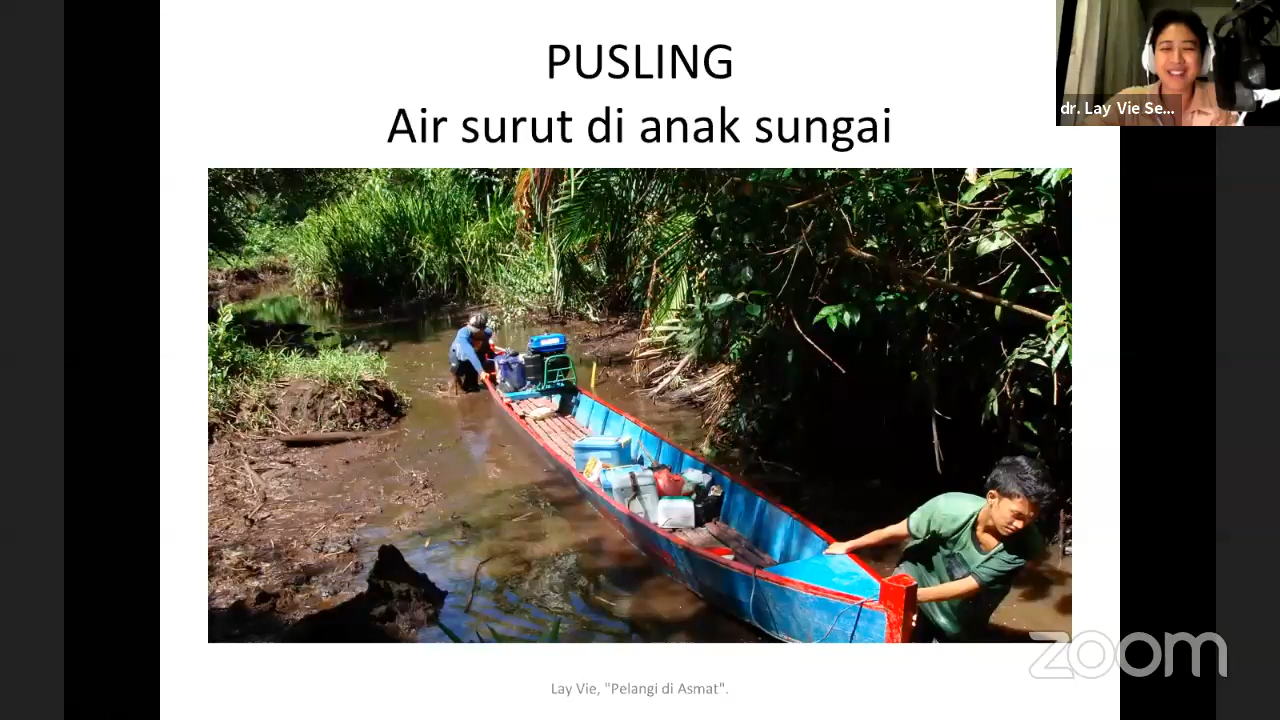 PUSLING
Air surut di anak sungai
dr. Lay Vie Se...
zoom
Lay Vie, "Pelangi di Asmat".